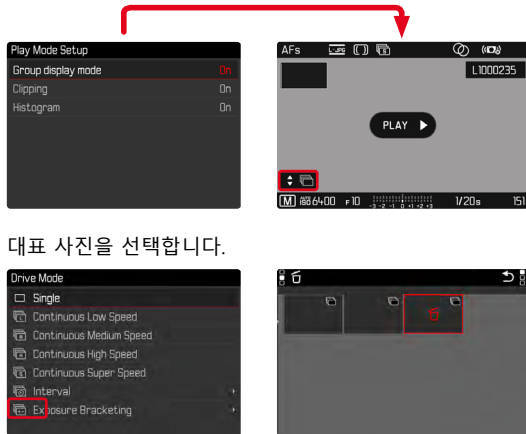 Play Mode Setup
Group display mode On
Clipping On
Histogram On
AFs L-JPG
L1000235
PLAY
M ISO 6400 F10 -3 -2 -1 0 +1 +2 +3 1/20s 151
대표 사진을 선택합니다.
Drive Mode
Single
Continuous Low Speed
Continuous Medium Speed
Continuous High Speed
Continuous Super Speed
Interval
Exposure Bracketing